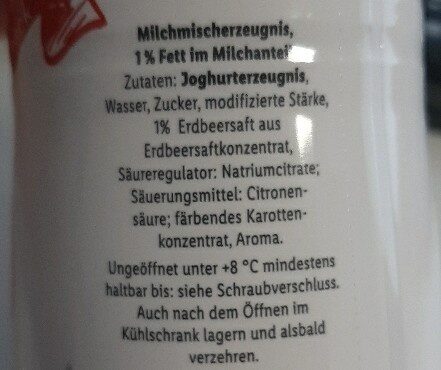 Milchmischerzeugnis,
1 % Fett im Milchanteil
Zutaten: Joghurterzeugnis,
Wasser, Zucker, modifizierte Stärke,
1% Erdbeersaft aus
Erdbeersaftkonzentrat,
Säureregulator: Natriumcitrate;
Säuerungsmittel: Citronen-
säure; färbendes Karotten-
konzentrat, Aroma.
Ungeöffnet unter +8 °C mindestens
haltbar bis: siehe Schraubverschluss.
Auch nach dem Öffnen im
Kühlschrank lagern und alsbald
verzehren.